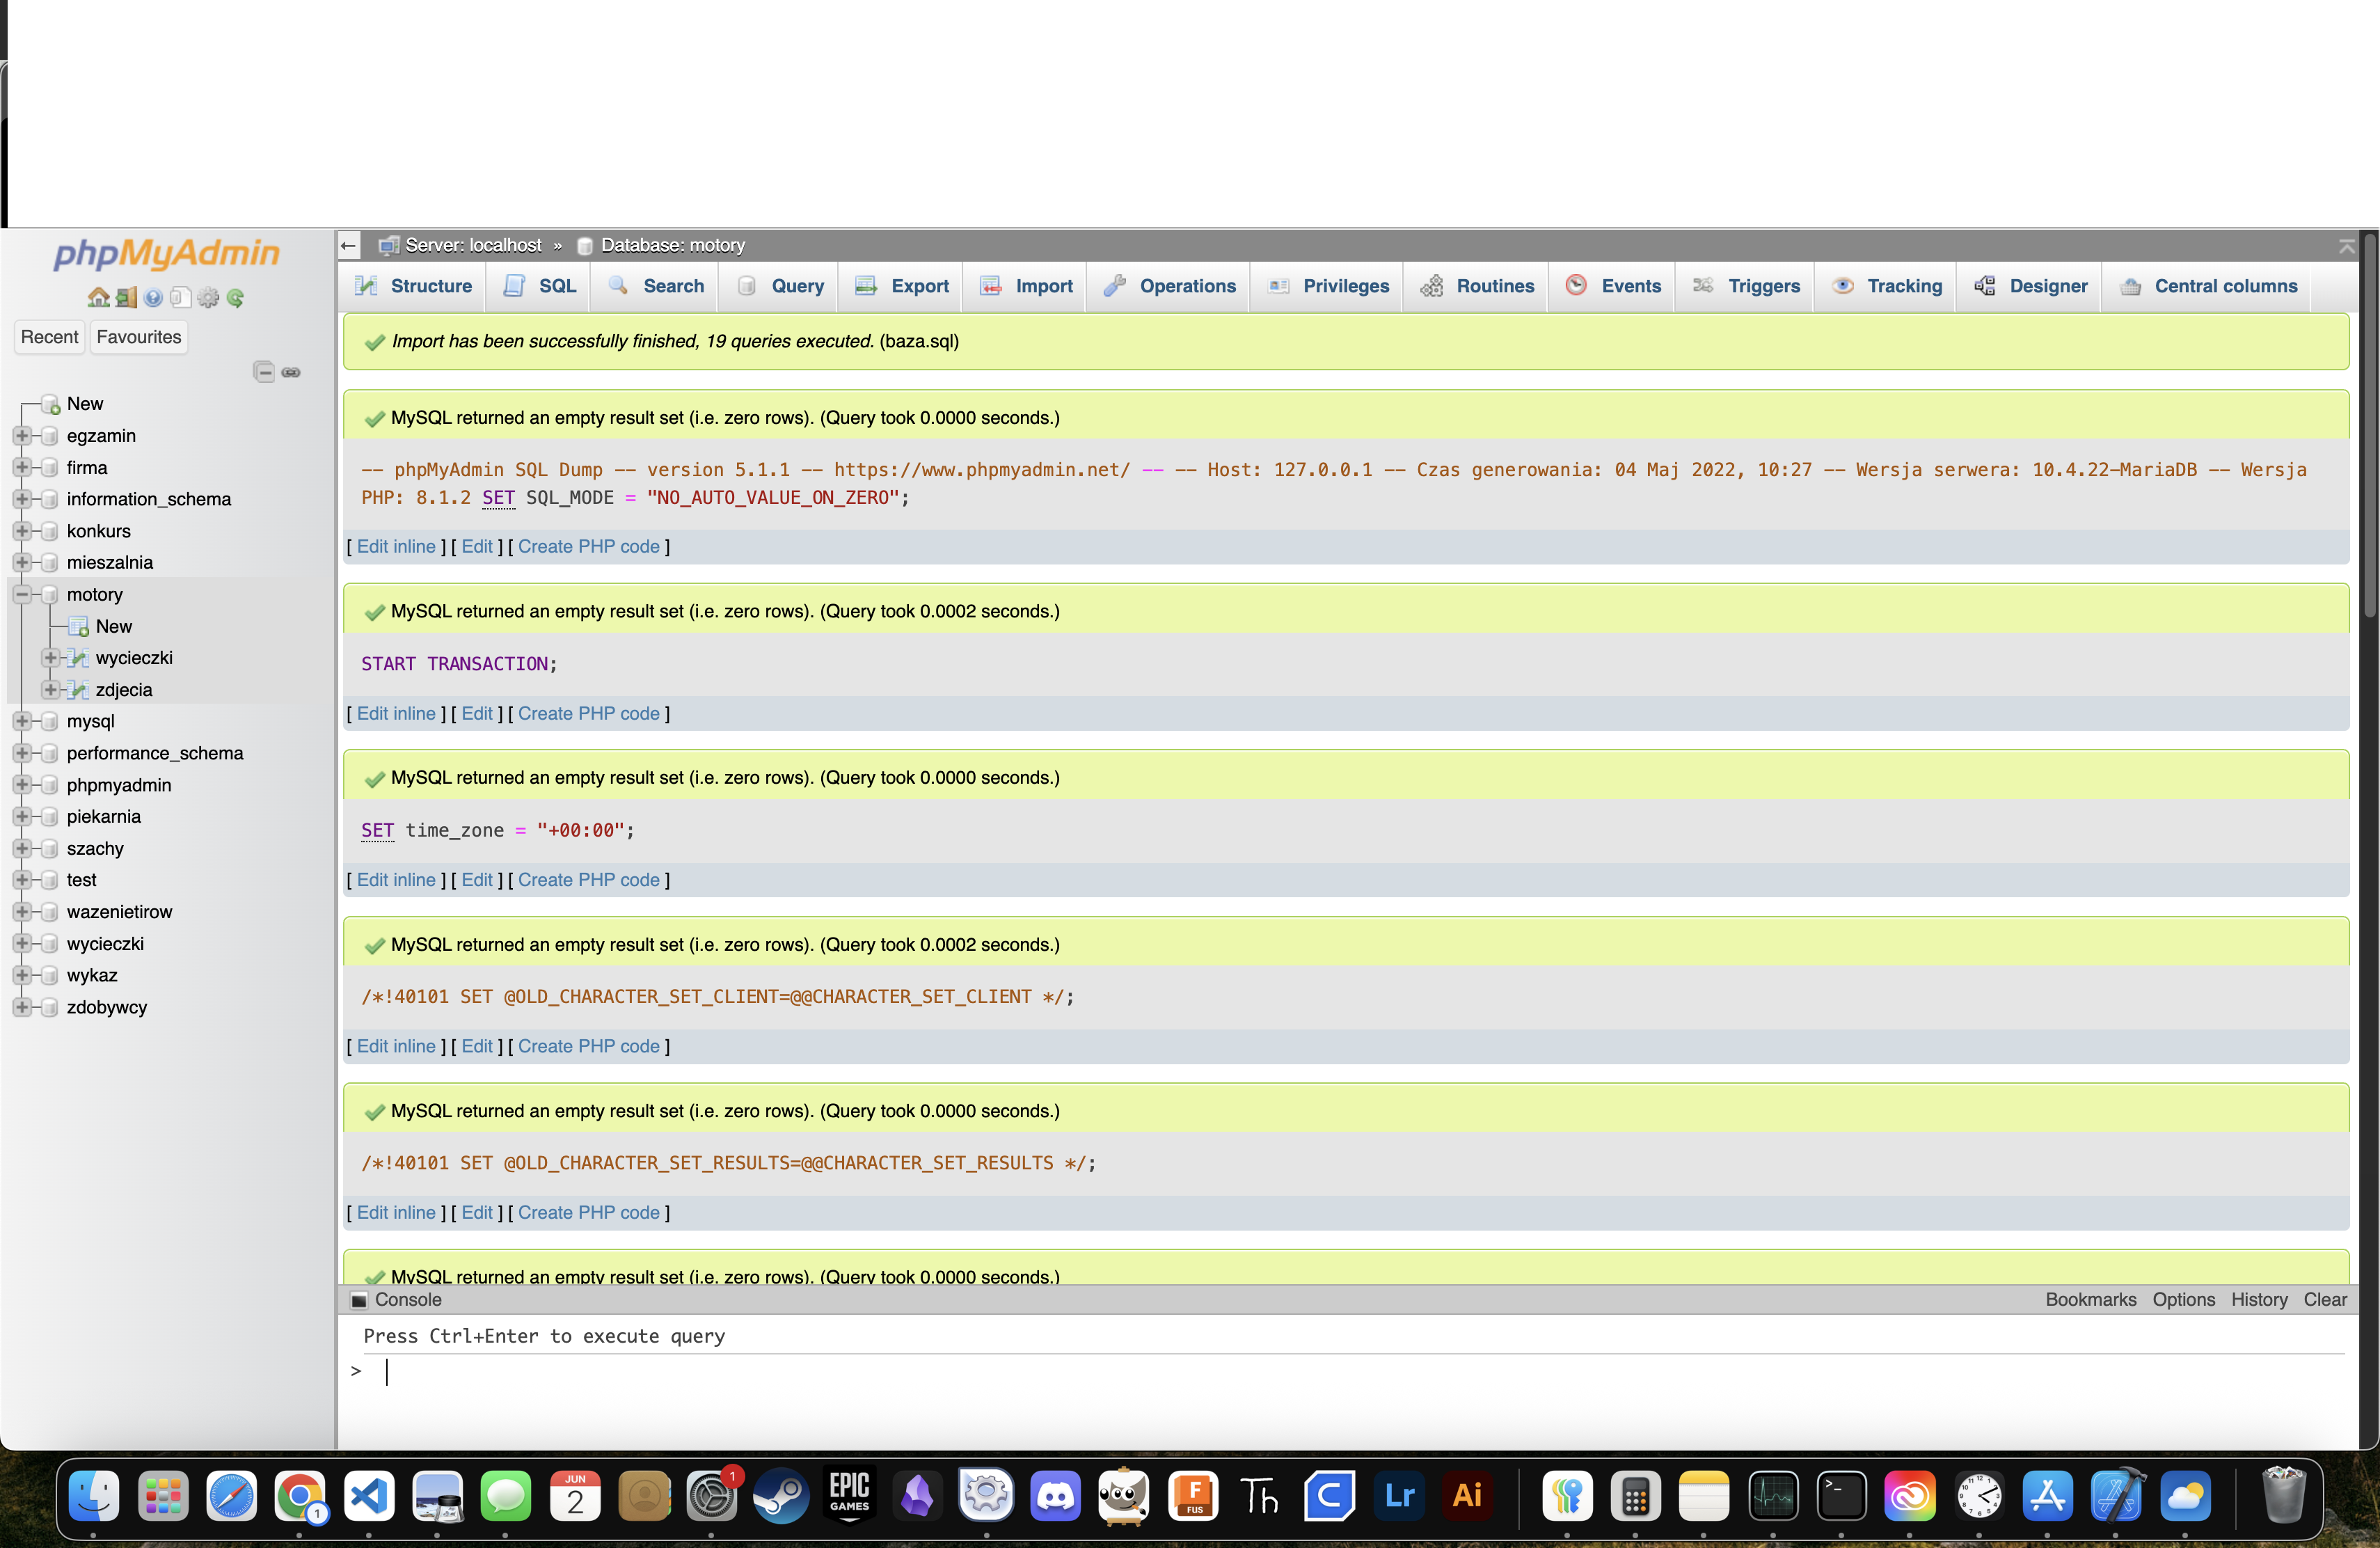 phpMyAdmin
Recent Favourites
New
egzamin
firma
information_schema
konkurs
mieszalnia
motory
New
wycieczki
zdjecia
mysql
performance_schema
phpmyadmin
piekarnia
szachy
test
wazenietirow
wycieczki
wykaz
zdobywcy
← Server: localhost » Database: motory
Structure SQL Search Query Export Import Operations Privileges Routines Events Triggers Tracking Designer Central columns
Import has been successfully finished, 19 queries executed. (baza.sql)
MySQL returned an empty result set (i.e. zero rows). (Query took 0.0000 seconds.)
-- phpMyAdmin SQL Dump -- version 5.1.1 -- https://www.phpmyadmin.net/ -- -- Host: 127.0.0.1 -- Czas generowania: 04 Maj 2022, 10:27 -- Wersja serwera: 10.4.22-MariaDB -- Wersja
PHP: 8.1.2 SET SQL_MODE = "NO_AUTO_VALUE_ON_ZERO";
[ Edit inline ] [ Edit ] [ Create PHP code ]
MySQL returned an empty result set (i.e. zero rows). (Query took 0.0002 seconds.)
START TRANSACTION;
[ Edit inline ] [ Edit ] [ Create PHP code ]
MySQL returned an empty result set (i.e. zero rows). (Query took 0.0000 seconds.)
SET time_zone = "+00:00";
[ Edit inline ] [ Edit ] [ Create PHP code ]
MySQL returned an empty result set (i.e. zero rows). (Query took 0.0002 seconds.)
/*!40101 SET @OLD_CHARACTER_SET_CLIENT=@@CHARACTER_SET_CLIENT */;
[ Edit inline ] [ Edit ] [ Create PHP code ]
MySQL returned an empty result set (i.e. zero rows). (Query took 0.0000 seconds.)
/*!40101 SET @OLD_CHARACTER_SET_RESULTS=@@CHARACTER_SET_RESULTS */;
[ Edit inline ] [ Edit ] [ Create PHP code ]
MySQL returned an empty result set (i.e. zero rows). (Query took 0.0000 seconds.)
Console Bookmarks Options History Clear
Press Ctrl+Enter to execute query
>
1
JUN
2
1
EPIC
GAMES
F
FUS
Th
C
Lr
Ai
>_